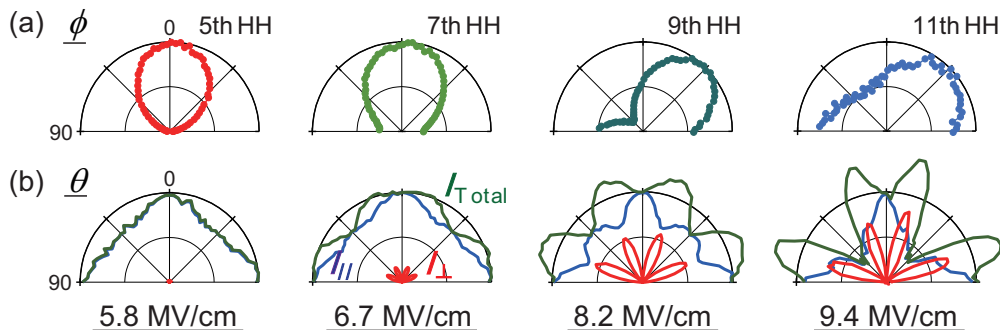 (a) ϕ 0 5th HH 7th HH 9th HH 11th HH
90
(b) θ 0 I Total
90 I// I⊥
5.8 MV/cm 6.7 MV/cm 8.2 MV/cm 9.4 MV/cm